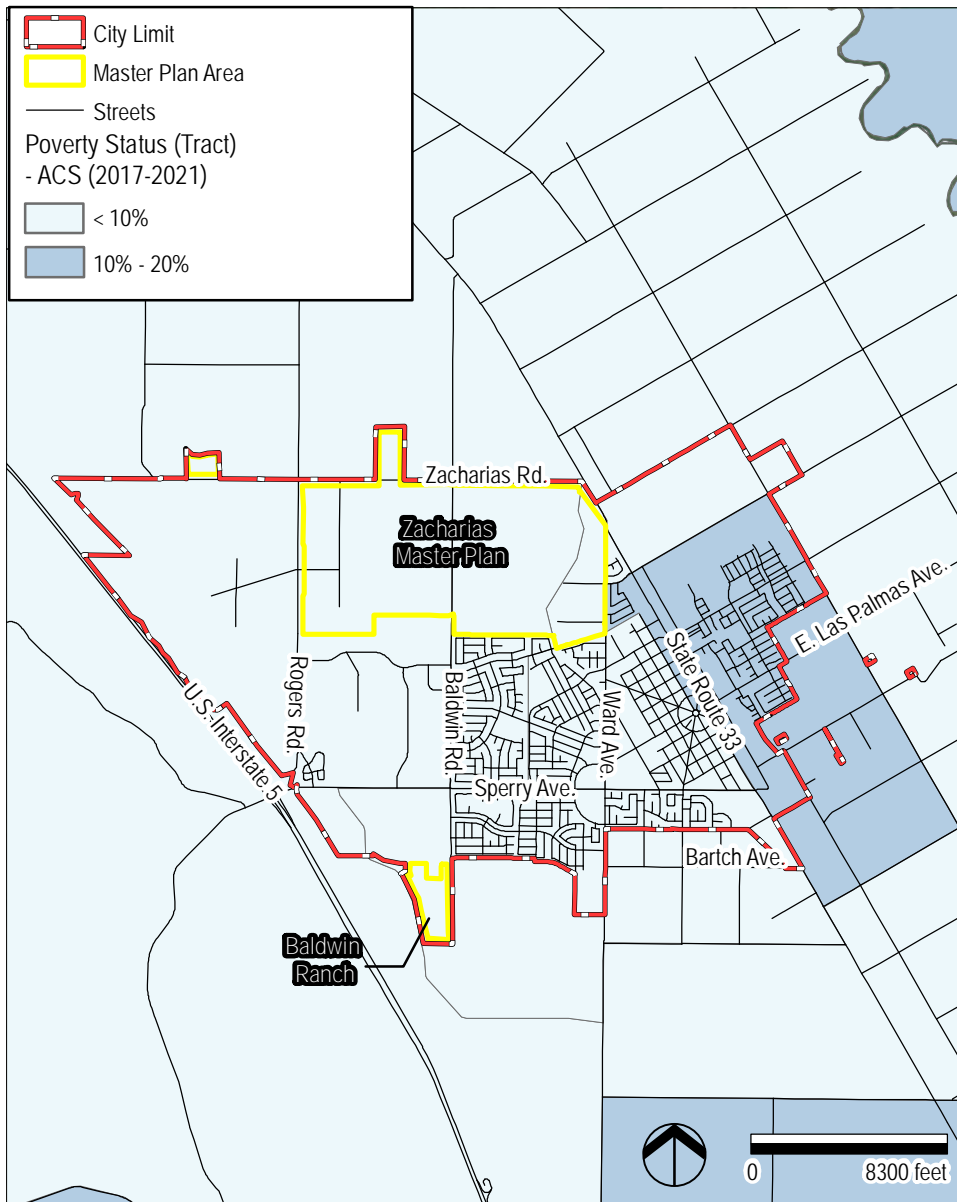 City Limit
Master Plan Area
Streets
Poverty Status (Tract)
- ACS (2017-2021)
< 10%
10% - 20%
Zacharias Rd.
Zacharias
Master Plan
E. Las Palmas Ave.
State Route 33
Rogers Rd.
Baldwin Rd.
Ward Ave.
U.S. Interstate 5
Sperry Ave.
Bartch Ave.
Baldwin
Ranch
0 8300 feet